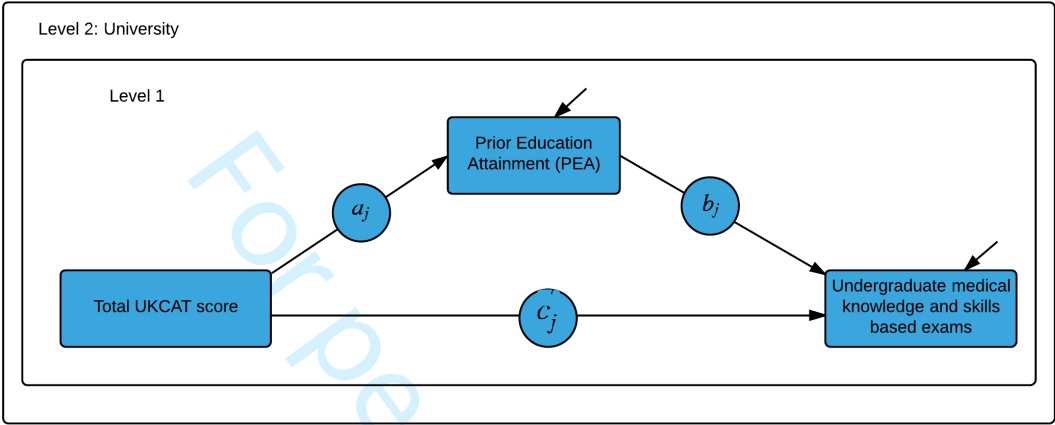 Level 2: University
Level 1
Prior Education
Attainment (PEA)
a_j
b_j
Total UKCAT score
c'_j
Undergraduate medical
knowledge and skills
based exams
For pe